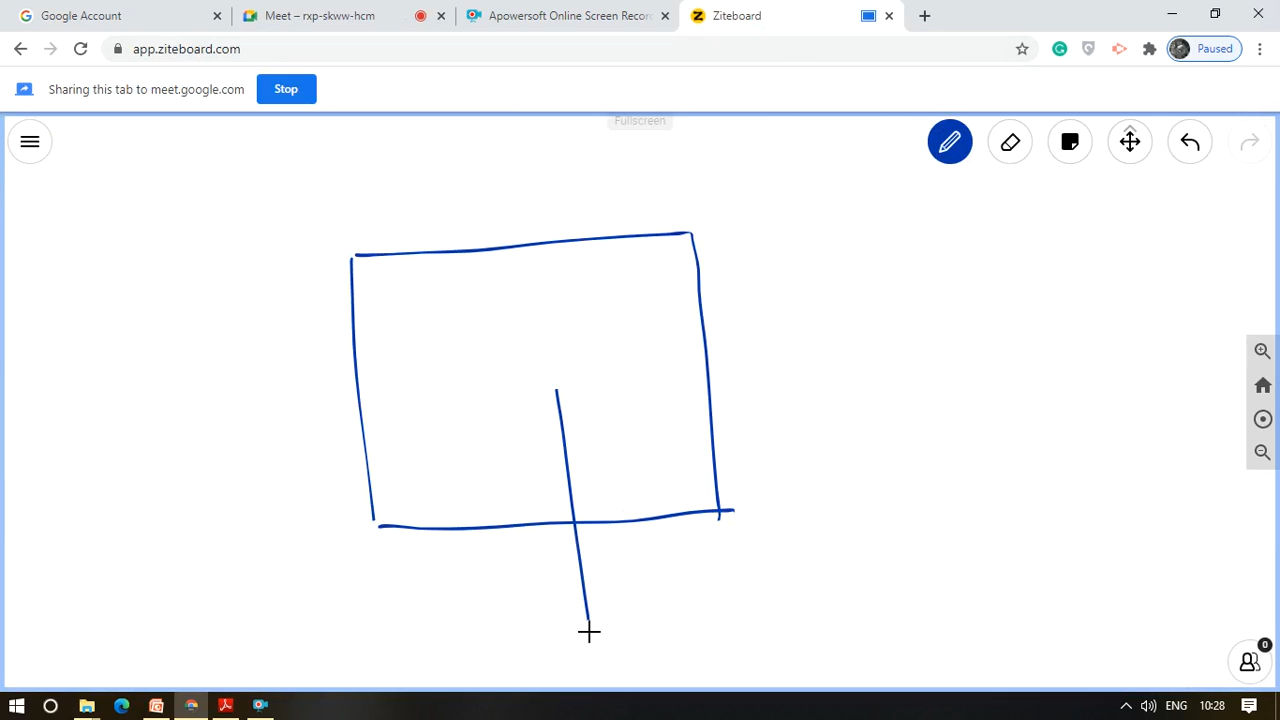 Google Account
Meet – rxp-skww-hcm
Apowersoft Online Screen Recor
Ziteboard
app.ziteboard.com
Paused
Sharing this tab to meet.google.com
Stop
Fullscreen
0
ENG
10:28